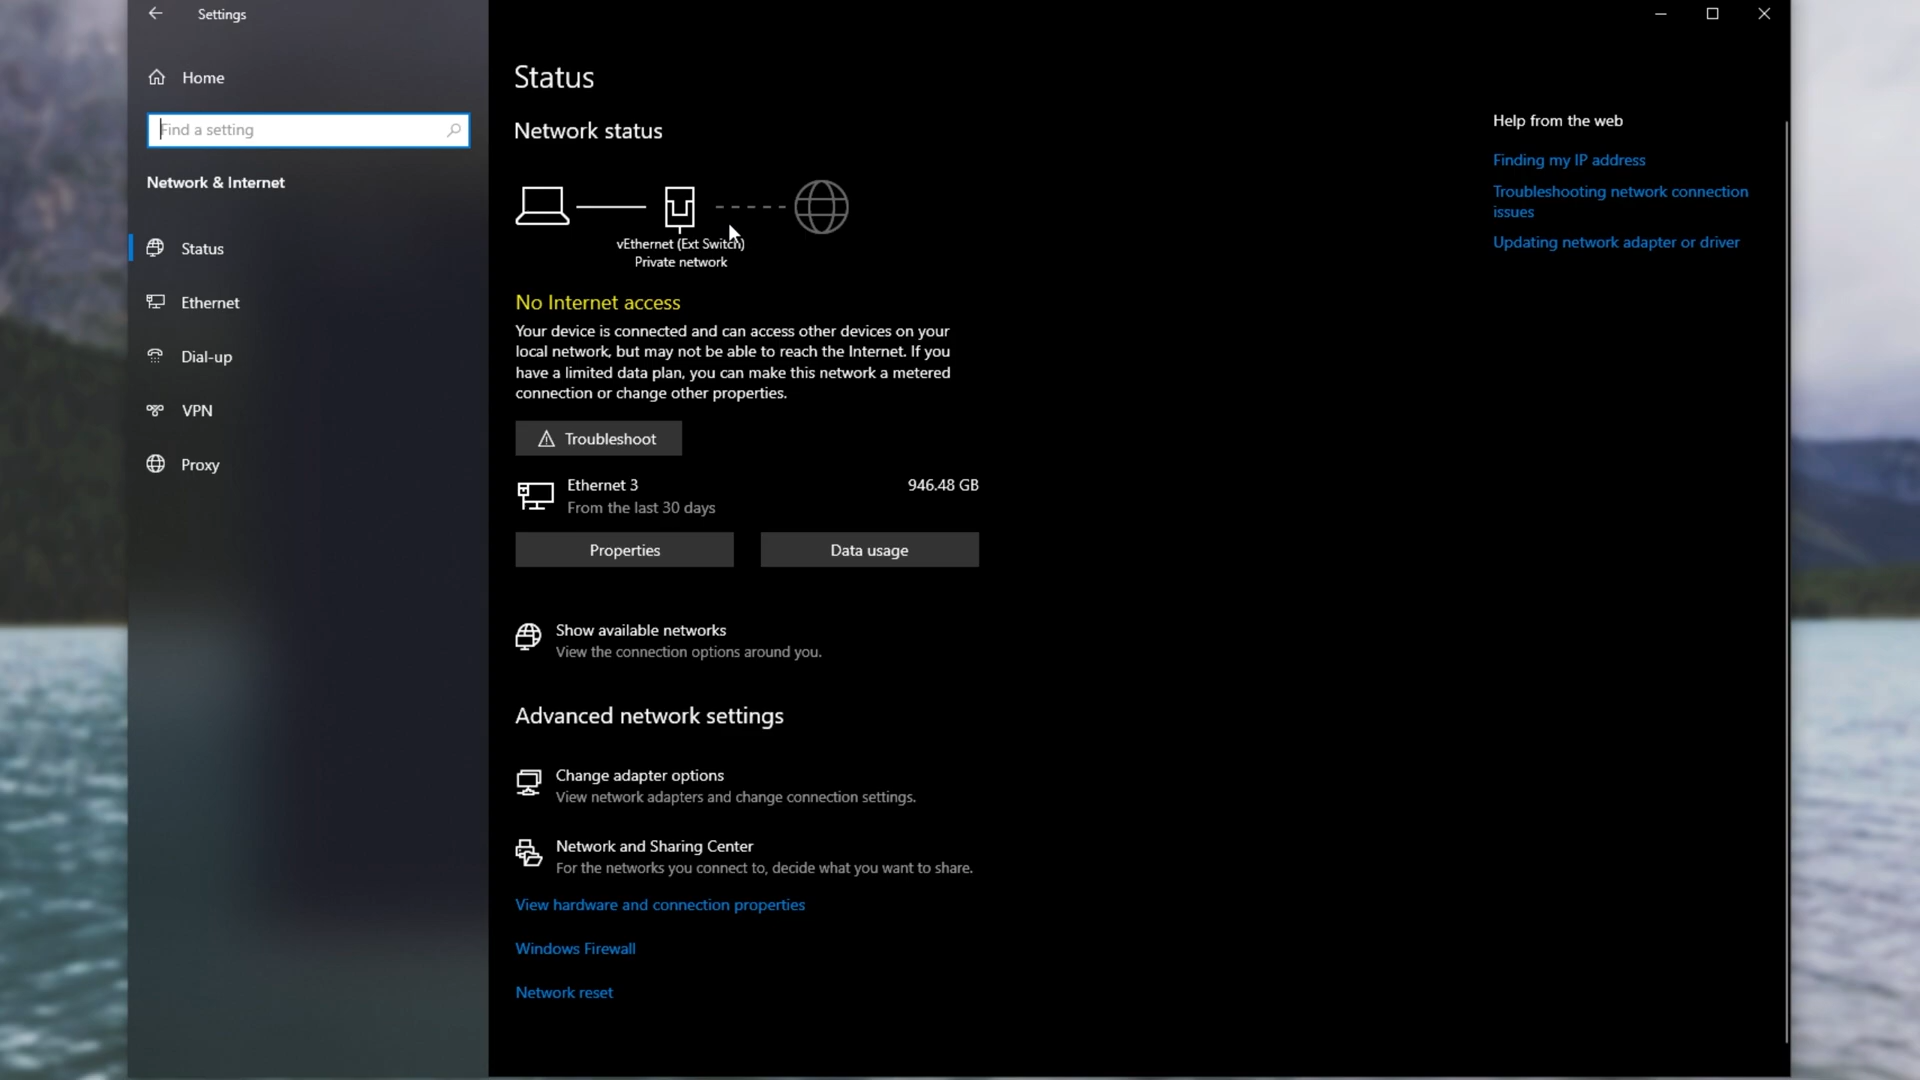 Settings
Home
Find a setting
Network & Internet
Status
Ethernet
Dial-up
VPN
Proxy
Status
Network status
vEthernet (Ext Switch)
Private network
No Internet access
Your device is connected and can access other devices on your
local network, but may not be able to reach the Internet. If you
have a limited data plan, you can make this network a metered
connection or change other properties.
Troubleshoot
Ethernet 3
946.48 GB
From the last 30 days
Properties
Data usage
Show available networks
View the connection options around you.
Advanced network settings
Change adapter options
View network adapters and change connection settings.
Network and Sharing Center
For the networks you connect to, decide what you want to share.
View hardware and connection properties
Windows Firewall
Network reset
Help from the web
Finding my IP address
Troubleshooting network connection
issues
Updating network adapter or driver